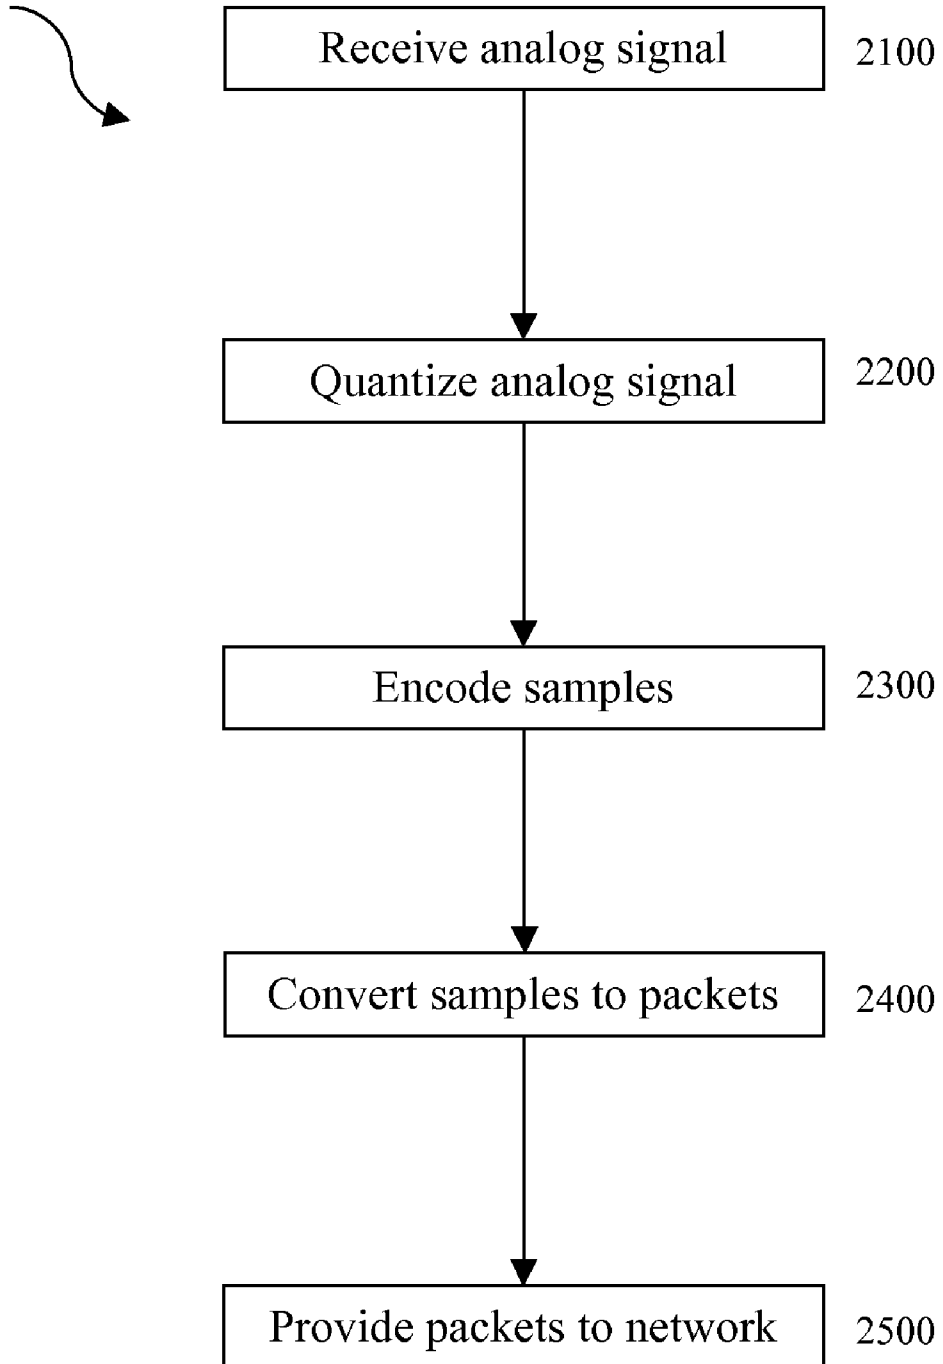 Receive analog signal 2100
Quantize analog signal 2200
Encode samples 2300
Convert samples to packets 2400
Provide packets to network 2500